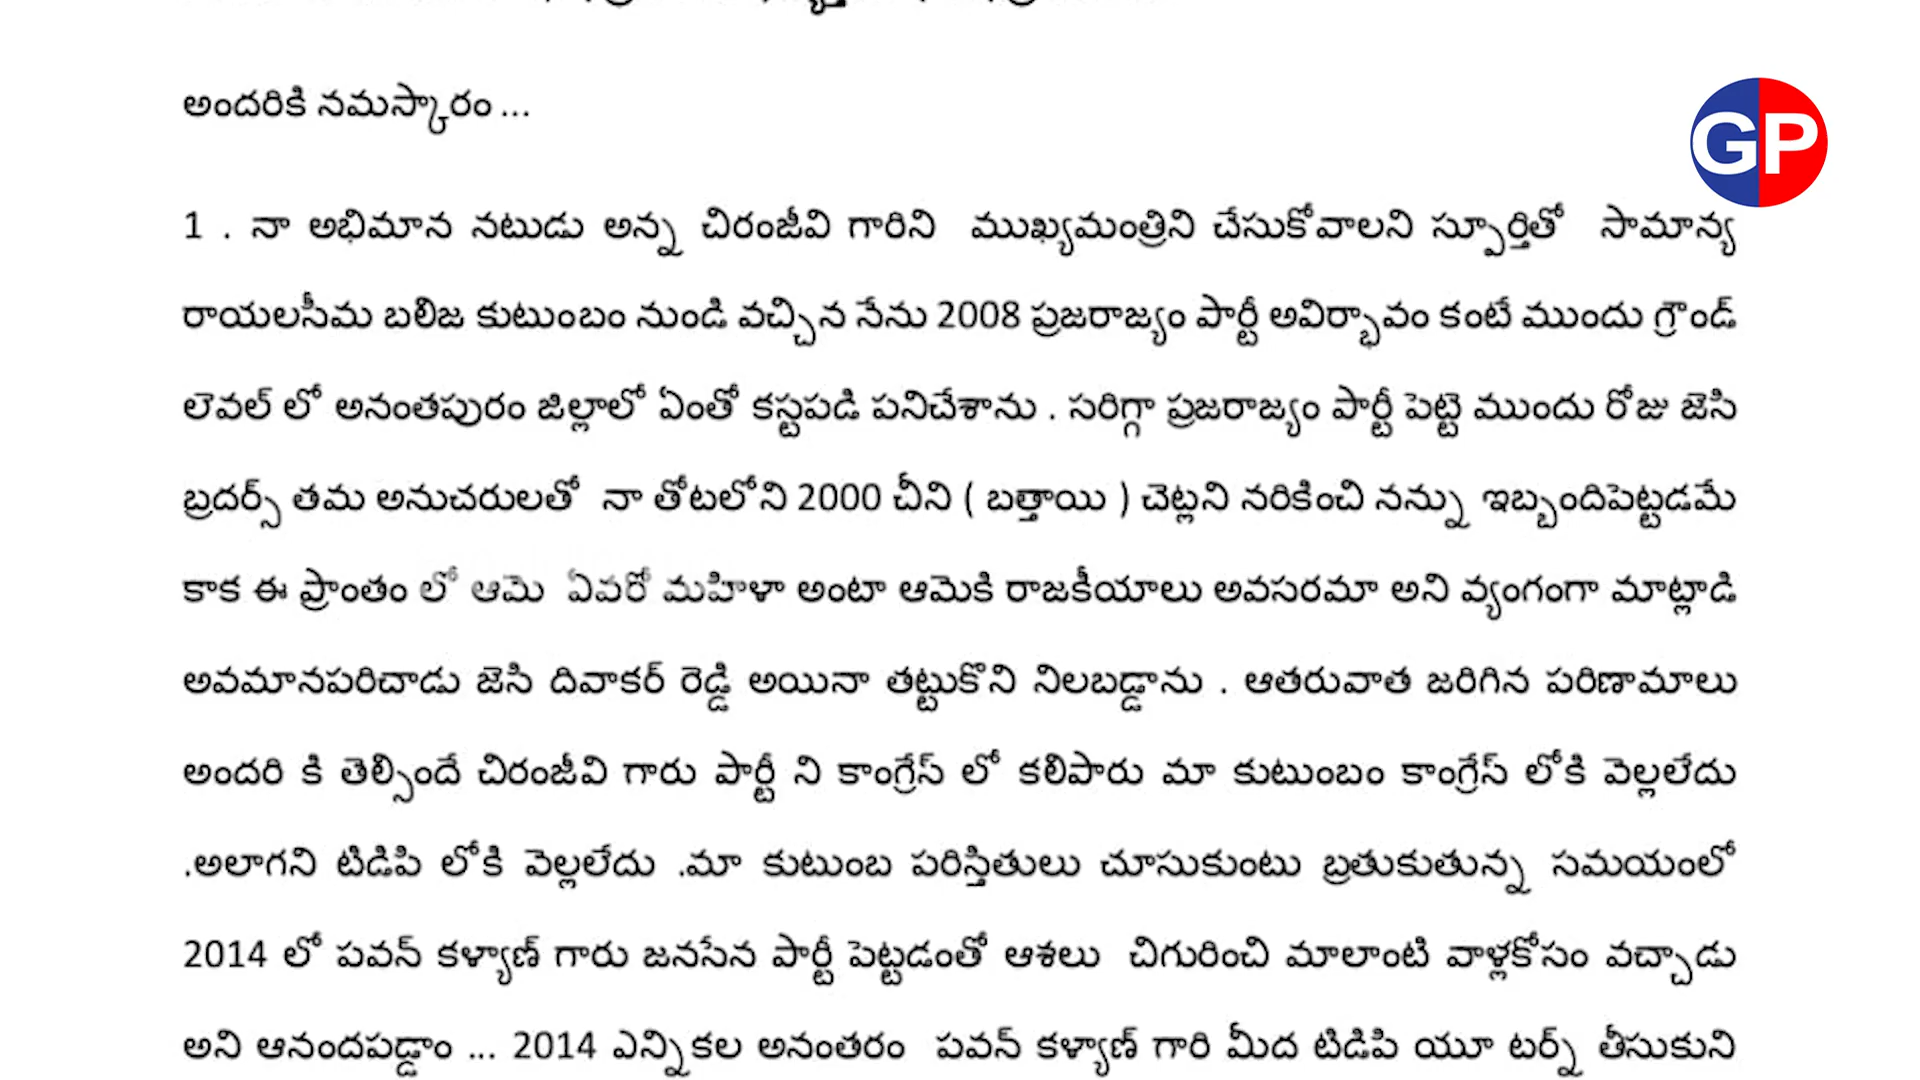 అందరికి నమస్కారం ...
GP
1 . నా అభిమాన నటుడు అన్న చిరంజీవి గారిని ముఖ్యమంత్రిని చేసుకోవాలని స్పూర్తితో సామాన్య
రాయలసీమ బలిజ కుటుంబం నుండి వచ్చిన నేను 2008 ప్రజరాజ్యం పార్టీ అవిర్భావం కంటే ముందు గ్రౌండ్
లెవల్ లో అనంతపురం జిల్లాలో ఏంతో కస్టపడి పనిచేశాను . సరిగ్గా ప్రజరాజ్యం పార్టీ పెట్టె ముందు రోజు జెసి
బ్రదర్స్ తమ అనుచరులతో నా తోటలోని 2000 చీని ( బత్తాయి ) చెట్లని నరికించి నన్ను ఇబ్బందిపెట్టడమే
కాక ఈ ప్రాంతం లో ఆమె ఏవరో మహిళా అంటా ఆమెకి రాజకీయాలు అవసరమా అని వ్యంగంగా మాట్లాడి
అవమానపరిచాడు జెసి దివాకర్ రెడ్డి అయినా తట్టుకొని నిలబడ్డాను . ఆతరువాత జరిగిన పరిణామాలు
అందరి కి తెల్సిందే చిరంజీవి గారు పార్టీ ని కాంగ్రేస్ లో కలిపారు మా కుటుంబం కాంగ్రేస్ లోకి వెల్లలేదు
.అలాగని టిడిపి లోకి వెల్లలేదు .మా కుటుంబ పరిస్తితులు చూసుకుంటు బ్రతుకుతున్న సమయంలో
2014 లో పవన్ కళ్యాణ్ గారు జనసేన పార్టీ పెట్టడంతో ఆశలు చిగురించి మాలాంటి వాళ్లకోసం వచ్చాడు
అని ఆనందపడ్డాం ... 2014 ఎన్నికల అనంతరం పవన్ కళ్యాణ్ గారి మీద టిడిపి యూ టర్న్ తీసుకుని